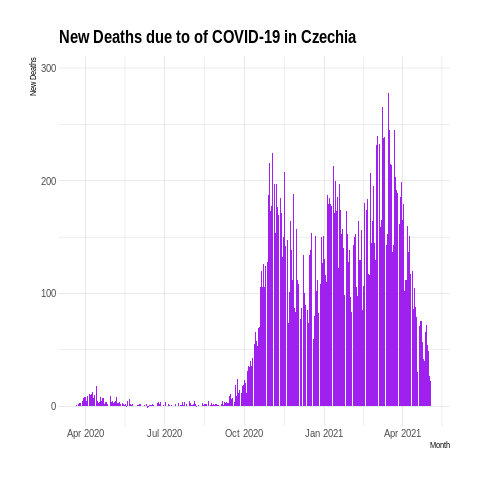 New Deaths due to of COVID-19 in Czechia
New Deaths
300
200
100
0
Apr 2020 Jul 2020 Oct 2020 Jan 2021 Apr 2021
Month